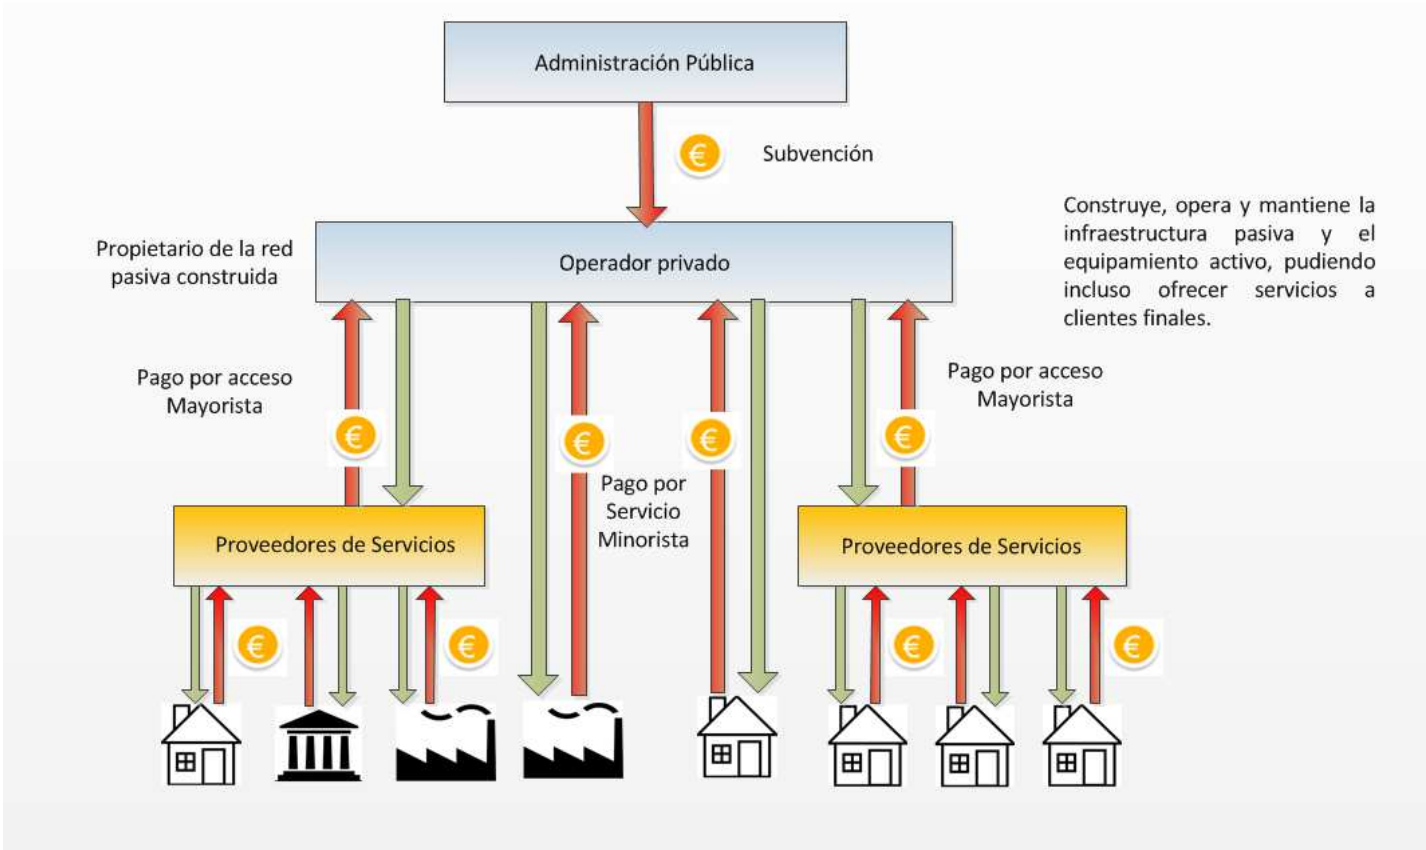 Administración Pública
€
Subvención
Propietario de la red
pasiva construida
Operador privado
Construye, opera y mantiene la
infraestructura pasiva y el
equipamiento activo, pudiendo
incluso ofrecer servicios a
clientes finales.
Pago por acceso
Mayorista
€
€
Pago por
Servicio
Minorista
€
€
Pago por acceso
Mayorista
Proveedores de Servicios
Proveedores de Servicios
€
€
€
€